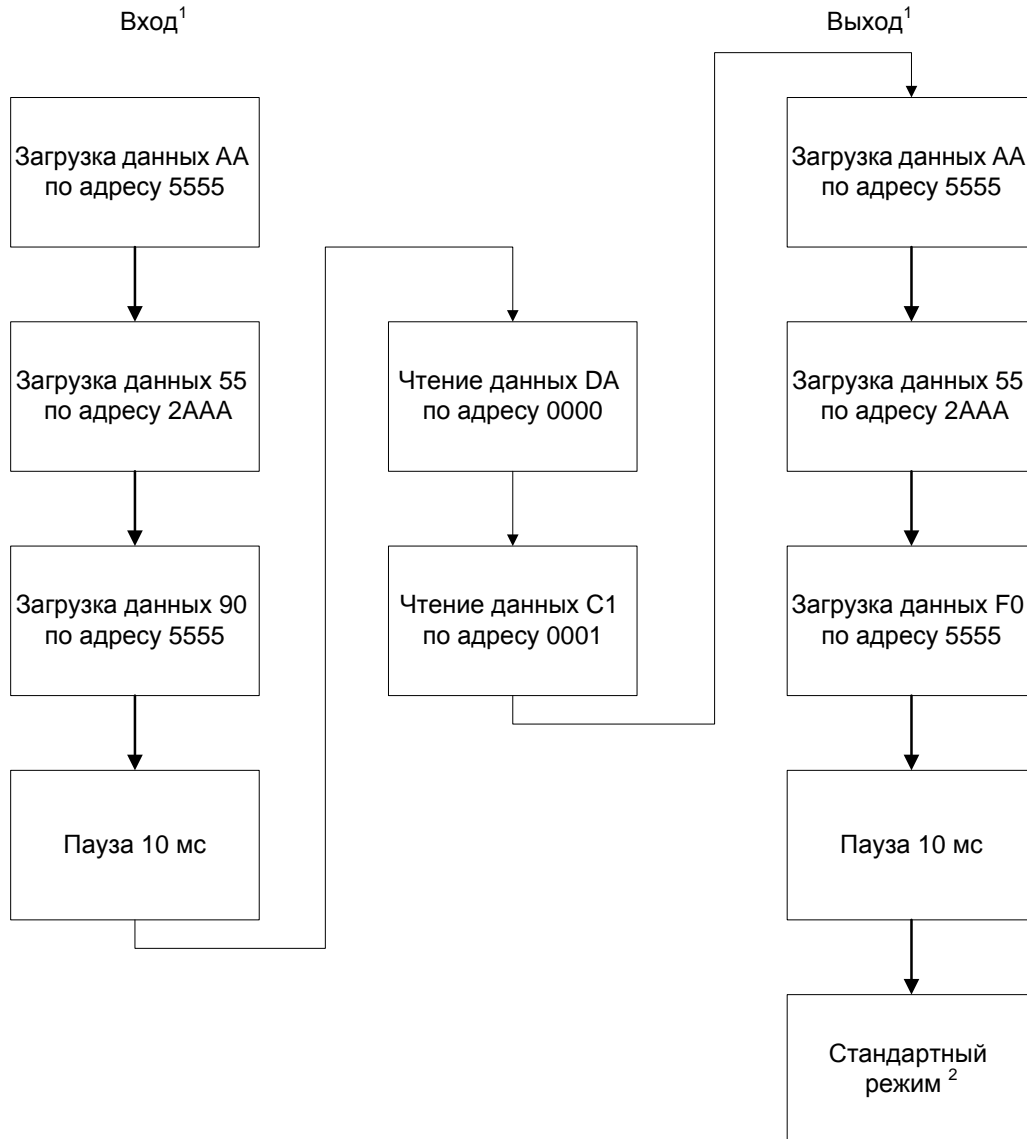 Вход¹
Загрузка данных AA
по адресу 5555
Загрузка данных 55
по адресу 2AAA
Загрузка данных 90
по адресу 5555
Пауза 10 мс
Чтение данных DA
по адресу 0000
Чтение данных C1
по адресу 0001
Выход¹
Загрузка данных AA
по адресу 5555
Загрузка данных 55
по адресу 2AAA
Загрузка данных F0
по адресу 5555
Пауза 10 мс
Стандартный
режим ²